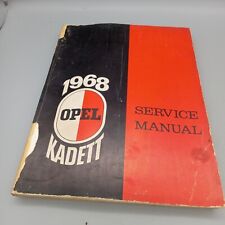 1968
OPEL
KADETT
SERVICE
MANUAL